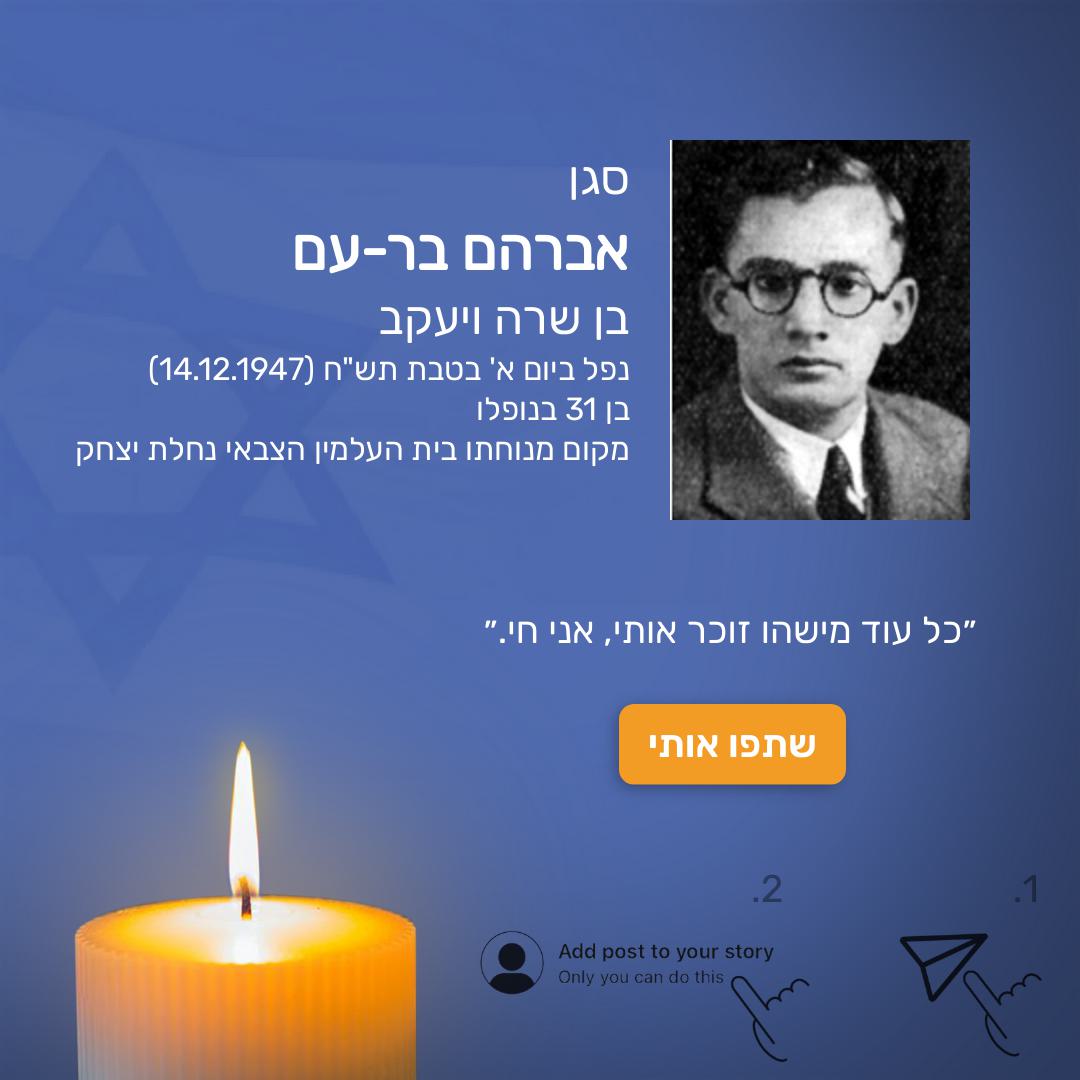 סגן
אברהם בר-עם
בן שרה ויעקב
נפל ביום א' בטבת תש"ח (14.12.1947)
בן 31 בנופלו
מקום מנוחתו בית העלמין הצבאי נחלת יצחק
״כל עוד מישהו זוכר אותי, אני חי.״
שתפו אותי
1.
2.
Add post to your story
Only you can do this